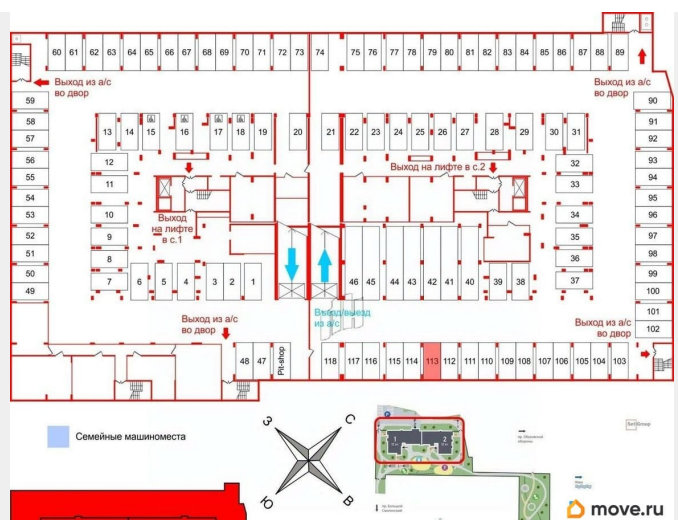 60 61 62 63 64 65 66 67 68 69 70 71 72 73 74 75 76 77 78 79 80 81 82 83 84 85 86 87 88 89
Выход из а/с
во двор
Выход из а/с
во двор
59
58
57
56
55
54
53
52
51
50
49
13 14 15 16 17 18 19 20 21 22 23 24 25 26 27 28 29 30 31
12
11
10
9
8
7
Выход на лифте в с.2
Выход
на лифте
в с.1
32
33
34
35
36
37
90
91
92
93
94
95
96
97
98
99
100
101
102
6 5 4 3 2 1 46 45 44 43 42 41 40 39 38
Въезд/выезд
из а/с
Выход из а/с
во двор
Выход из а/с
во двор
48 47 Pit-shop 118 117 116 115 114 113 112 111 110 109 108 107 106 105 104 103
Семейные машиноместа
З С
Ю В
1 2
SetlGroup
move.ru